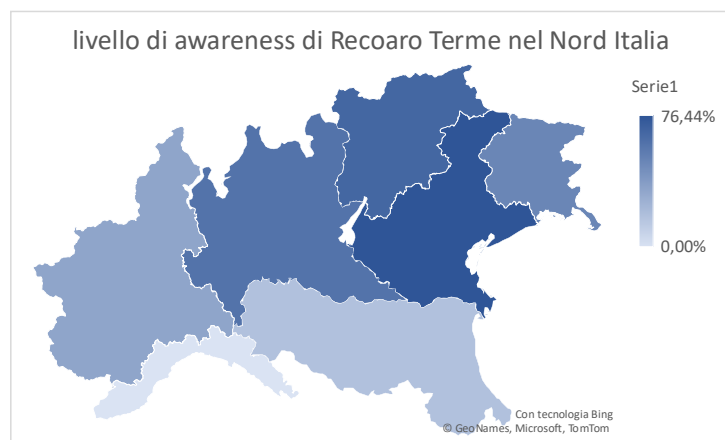 livello di awareness di Recoaro Terme nel Nord Italia
Serie1
76,44%
0,00%
Con tecnologia Bing
© GeoNames, Microsoft, TomTom